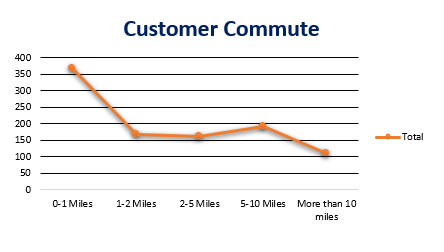 Customer Commute
400
350
300
250
200
150
100
50
0
0-1 Miles
1-2 Miles
2-5 Miles
5-10 Miles
More than 10
miles
Total